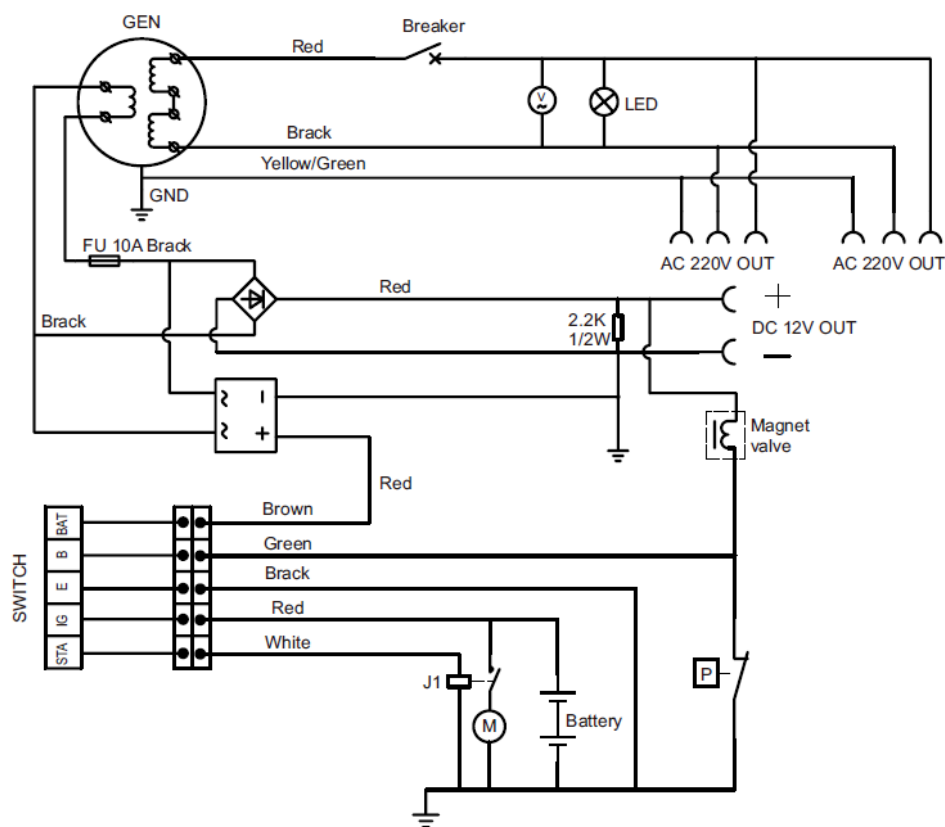 GEN
Breaker
Red
V
~
LED
Brack
Yellow/Green
GND
FU 10A Brack
AC 220V OUT
AC 220V OUT
Red
+
Brack
2.2K
1/2W
DC 12V OUT
—
~
−
~
+
Magnet
valve
Red
SWITCH
BAT
Brown
B
Green
E
Brack
IG
Red
STA
White
J1
P
M
Battery